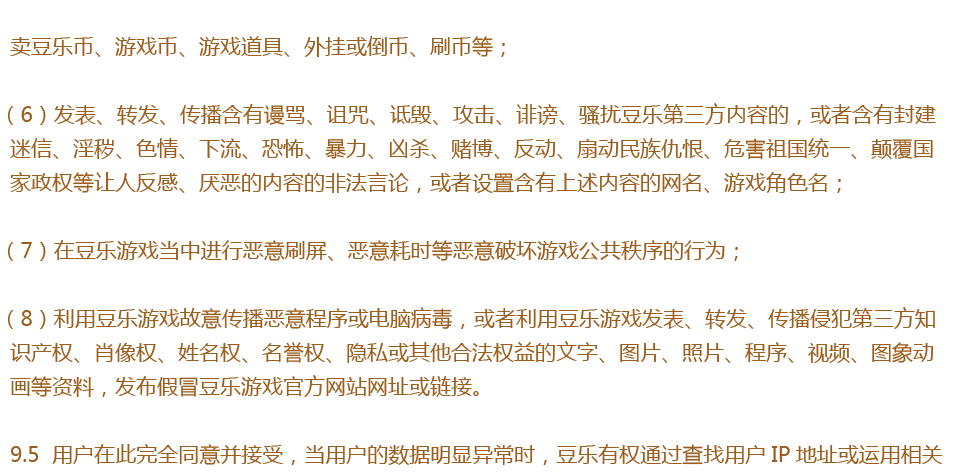 卖豆乐币、游戏币、游戏道具、外挂或倒币、刷币等；
（6）发表、转发、传播含有谩骂、诅咒、诋毁、攻击、诽谤、骚扰豆乐第三方内容的，或者含有封建
迷信、淫秽、色情、下流、恐怖、暴力、凶杀、赌博、反动、扇动民族仇恨、危害祖国统一、颠覆国
家政权等让人反感、厌恶的内容的非法言论，或者设置含有上述内容的网名、游戏角色名；
（7）在豆乐游戏当中进行恶意刷屏、恶意耗时等恶意破坏游戏公共秩序的行为；
（8）利用豆乐游戏故意传播恶意程序或电脑病毒，或者利用豆乐游戏发表、转发、传播侵犯第三方知
识产权、肖像权、姓名权、名誉权、隐私或其他合法权益的文字、图片、照片、程序、视频、图象动
画等资料，发布假冒豆乐游戏官方网站网址或链接。
9.5 用户在此完全同意并接受，当用户的数据明显异常时，豆乐有权通过查找用户 IP 地址或运用相关